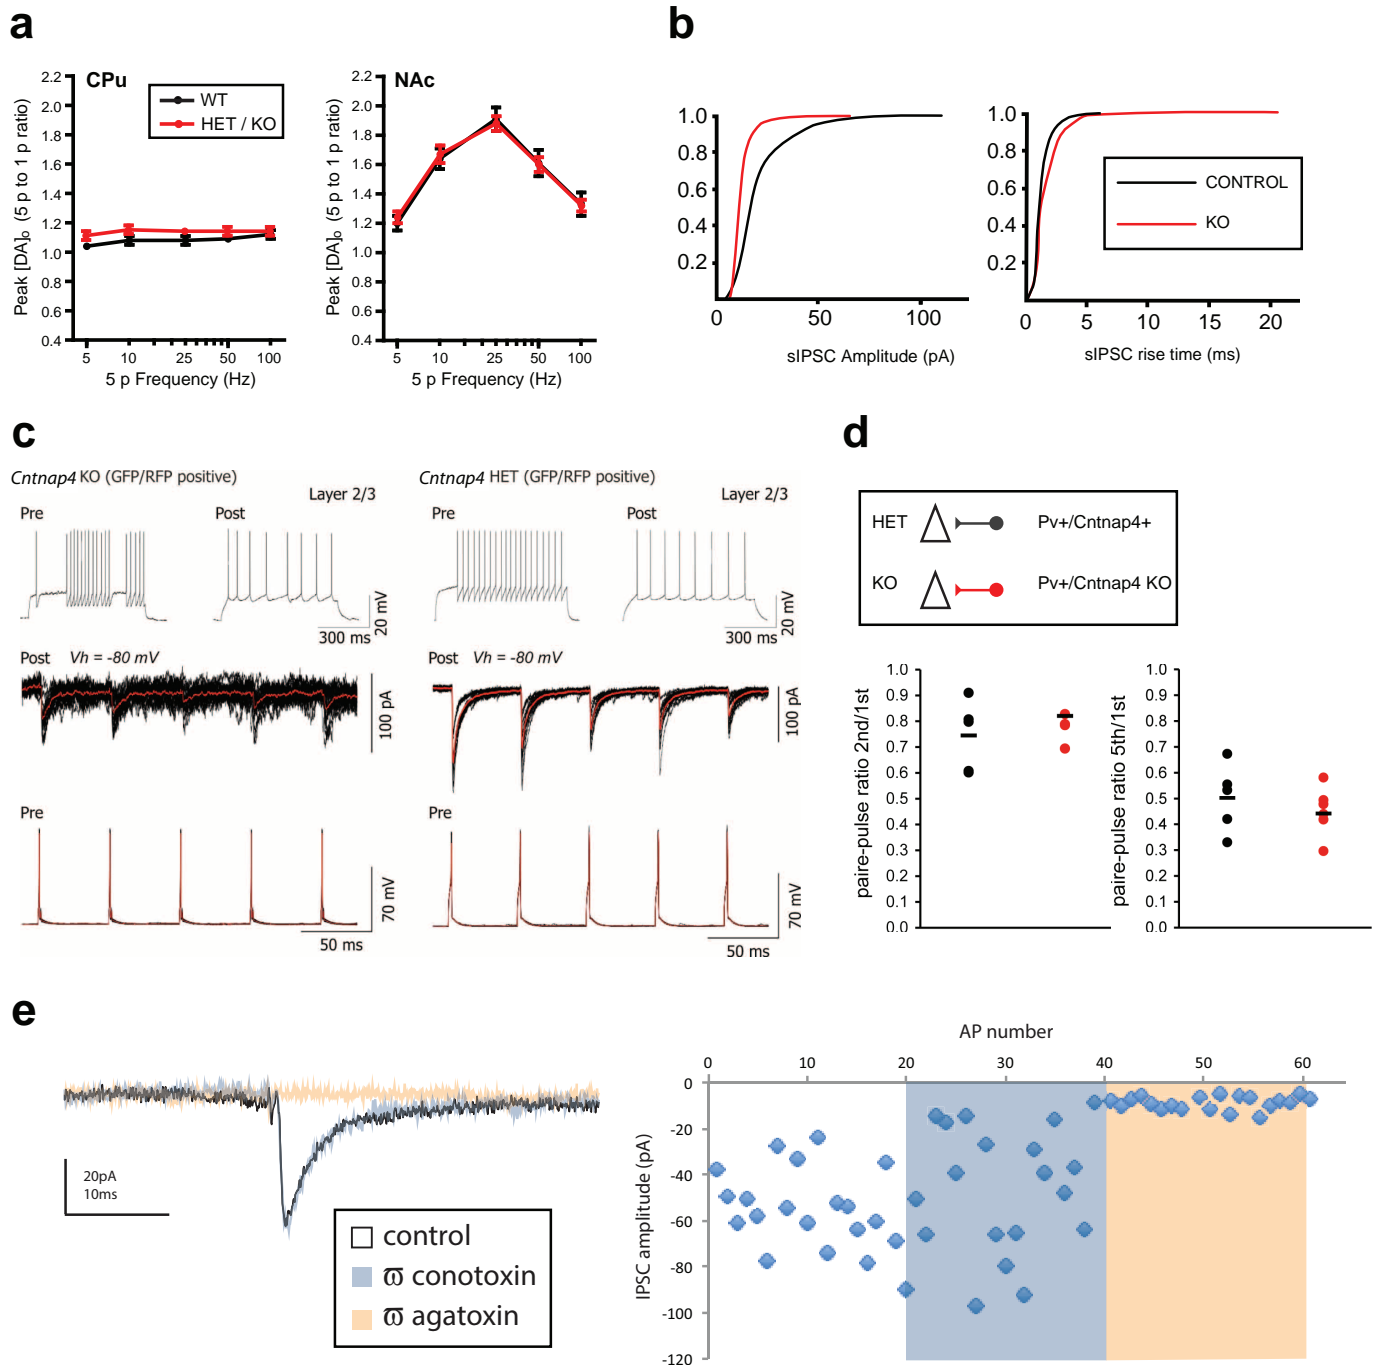 a
CPu
WT
HET / KO
Peak [DA]o (5 p to 1 p ratio)
2.2
2.0
1.8
1.6
1.4
1.2
1.0
0.8
0.6
0.4
5 10 25 50 100
5 p Frequency (Hz)
NAc
Peak [DA]o (5 p to 1 p ratio)
2.2
2.0
1.8
1.6
1.4
1.2
1.0
0.8
0.6
0.4
5 10 25 50 100
5 p Frequency (Hz)
b
1.0
0.8
0.6
0.4
0.2
0 50 100
sIPSC Amplitude (pA)
1.0
0.8
0.6
0.4
0.2
0 5 10 15 20
sIPSC rise time (ms)
CONTROL
KO
c
Cntnap4 KO (GFP/RFP positive)
Layer 2/3
Pre
Post
20 mV
300 ms
Post Vh = -80 mV
100 pA
Pre
70 mV
50 ms
Cntnap4 HET (GFP/RFP positive)
Layer 2/3
Pre
Post
20 mV
300 ms
Post Vh = -80 mV
100 pA
Pre
70 mV
50 ms
d
HET Pv+/Cntnap4+
KO Pv+/Cntnap4 KO
paire-pulse ratio 2nd/1st
1.0
0.9
0.8
0.7
0.6
0.5
0.4
0.3
0.2
0.1
0.0
paire-pulse ratio 5th/1st
1.0
0.9
0.8
0.7
0.6
0.5
0.4
0.3
0.2
0.1
0.0
e
20pA
10ms
control
ϖ conotoxin
ϖ agatoxin
AP number
0 10 20 30 40 50 60
IPSC amplitude (pA)
0
-20
-40
-60
-80
-100
-120